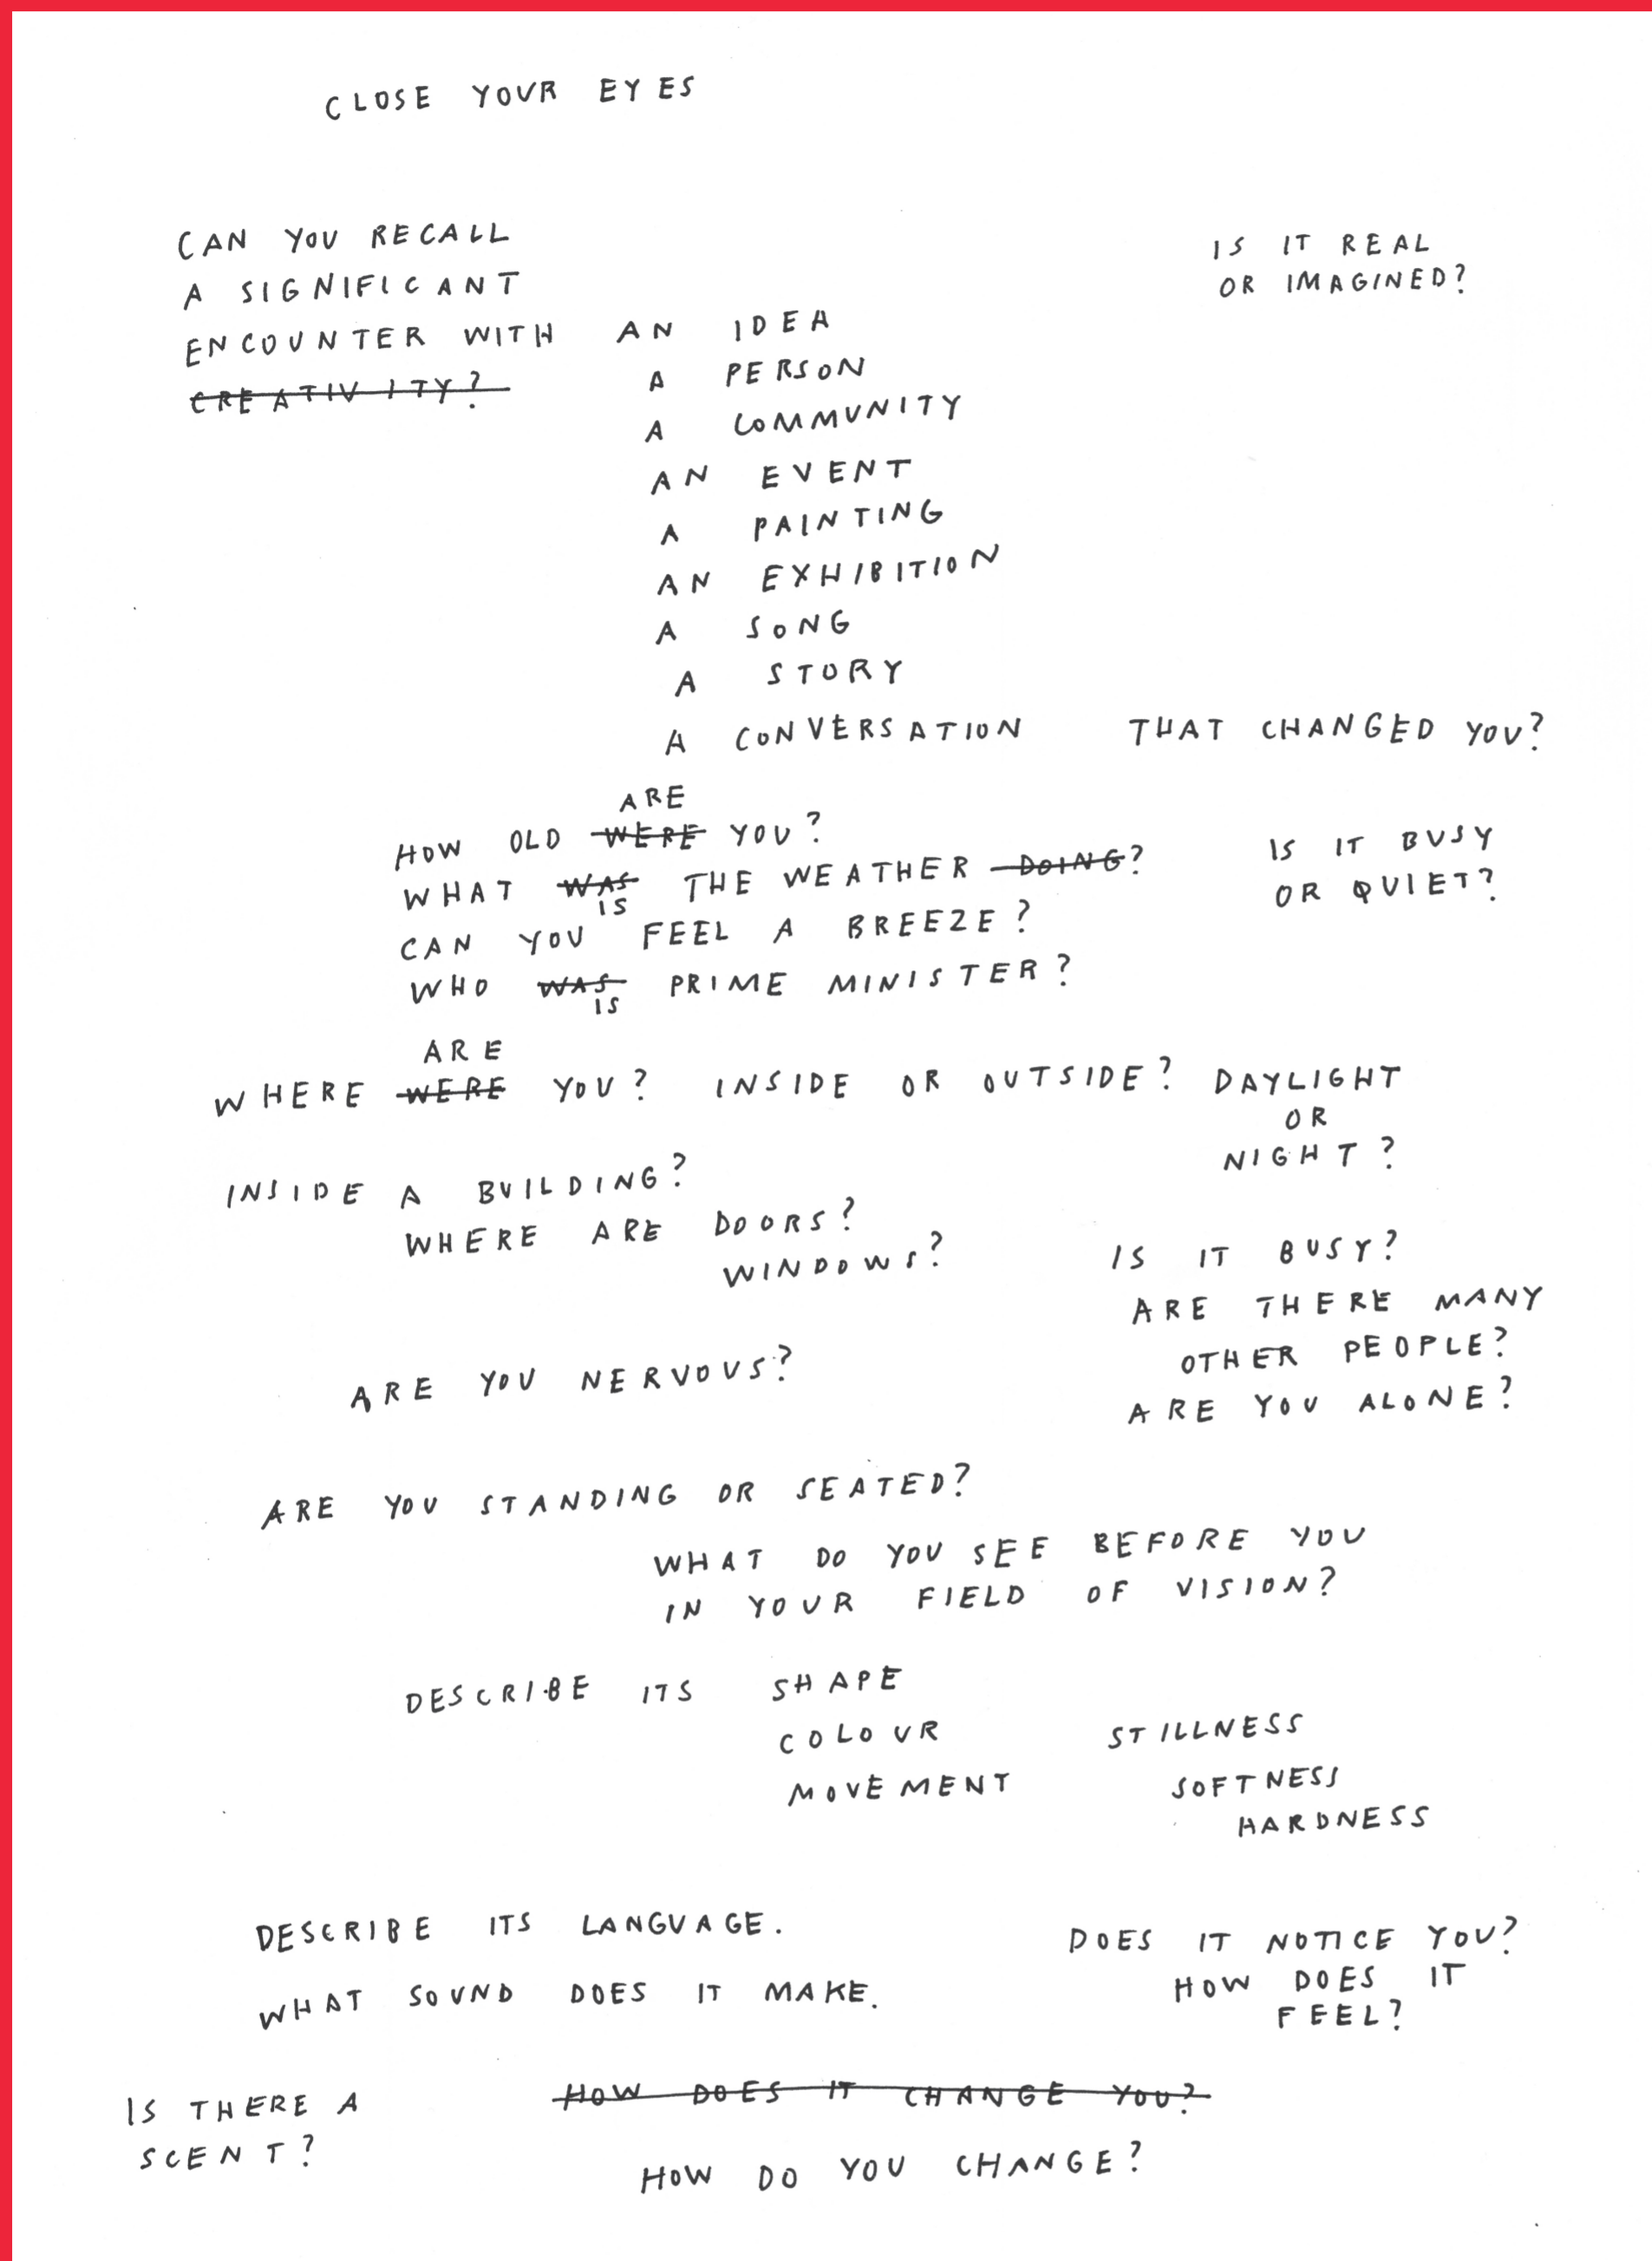 CLOSE YOUR EYES
CAN YOU RECALL
A SIGNIFICANT
ENCOUNTER WITH AN IDEA
CREATIVITY?
A PERSON
A COMMUNITY
AN EVENT
A PAINTING
AN EXHIBITION
A SONG
A STORY
A CONVERSATION THAT CHANGED YOU?
IS IT REAL
OR IMAGINED?
ARE
HOW OLD WERE YOU?
WHAT WAS THE WEATHER DOING?
IS
CAN YOU FEEL A BREEZE?
WHO WAS PRIME MINISTER?
IS
IS IT BUSY
OR QUIET?
ARE
WHERE WERE YOU? INSIDE OR OUTSIDE? DAYLIGHT
OR
NIGHT?
INSIDE A BUILDING?
WHERE ARE DOORS?
WINDOWS?
IS IT BUSY?
ARE THERE MANY
OTHER PEOPLE?
ARE YOU ALONE?
ARE YOU NERVOUS?
ARE YOU STANDING OR SEATED?
WHAT DO YOU SEE BEFORE YOU
IN YOUR FIELD OF VISION?
DESCRIBE ITS SHAPE
COLOUR
MOVEMENT
STILLNESS
SOFTNESS
HARDNESS
DESCRIBE ITS LANGUAGE.
WHAT SOUND DOES IT MAKE.
DOES IT NOTICE YOU?
HOW DOES IT
FEEL?
IS THERE A
SCENT?
HOW DOES IT CHANGE YOU?
HOW DO YOU CHANGE?